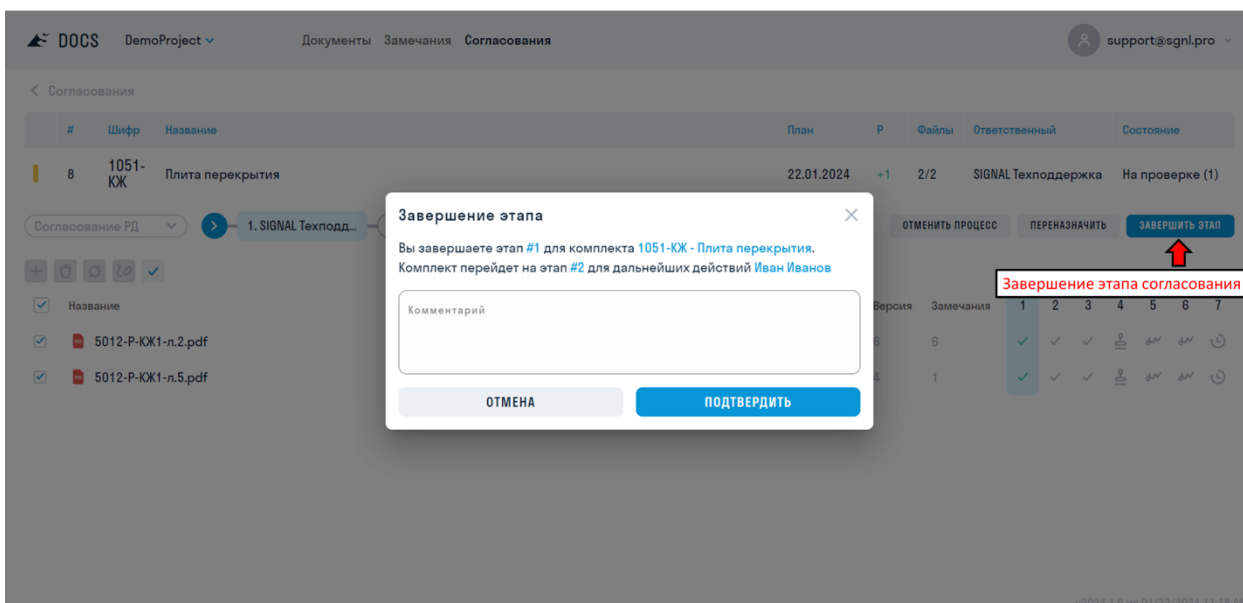 DOCS DemoProject Документы Замечания Согласования support@sgnl.pro
Согласования
# Шифр Название План Р Файлы Ответственный Состояние
8 1051-КЖ Плита перекрытия 22.01.2024 +1 2/2 SIGNAL Техподдержка На проверке (1)
Согласование РД 1. SIGNAL Техподд... ОТМЕНИТЬ ПРОЦЕСС ПЕРЕНАЗНАЧИТЬ ЗАВЕРШИТЬ ЭТАП
Завершение этапа согласования
Название Версия Замечания 1 2 3 4 5 6 7
5012-Р-КЖ1-л.2.pdf 6 6
5012-Р-КЖ1-л.5.pdf 4 1
Завершение этапа
Вы завершаете этап #1 для комплекта 1051-КЖ - Плита перекрытия.
Комплект перейдет на этап #2 для дальнейших действий Иван Иванов
Комментарий
ОТМЕНА ПОДТВЕРДИТЬ